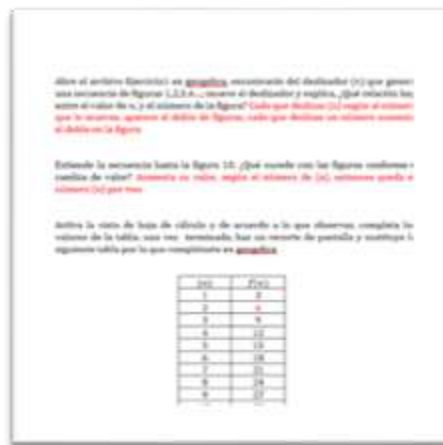 Abre el archivo Ejercicio1 en geogebra, encontrarás del deslizador (n) que genera
una secuencia de figuras 1,2,3,4..., mueve el deslizador y explica, ¿Qué relación hay
entre el valor de n, y el número de la figura? Cada que deslizas (n) según el número
que lo mueves, aparece el doble de figuras, cada que deslizas un número aumenta
el doble en la figura
Extiende la secuencia hasta la figura 10. ¿Qué sucede con las figuras conforme
cambia de valor? Aumenta su valor, según el número de (n), entonces queda
número (n) por tres
Activa la vista de hoja de cálculo y de acuerdo a lo que observas, completa los
valores de la tabla, una vez terminada, haz un recorte de pantalla y sustituye la
siguiente tabla por la que completaste en geogebra
(n) f(n)
1 3
2 6
3 9
4 12
5 15
6 18
7 21
8 24
9 27